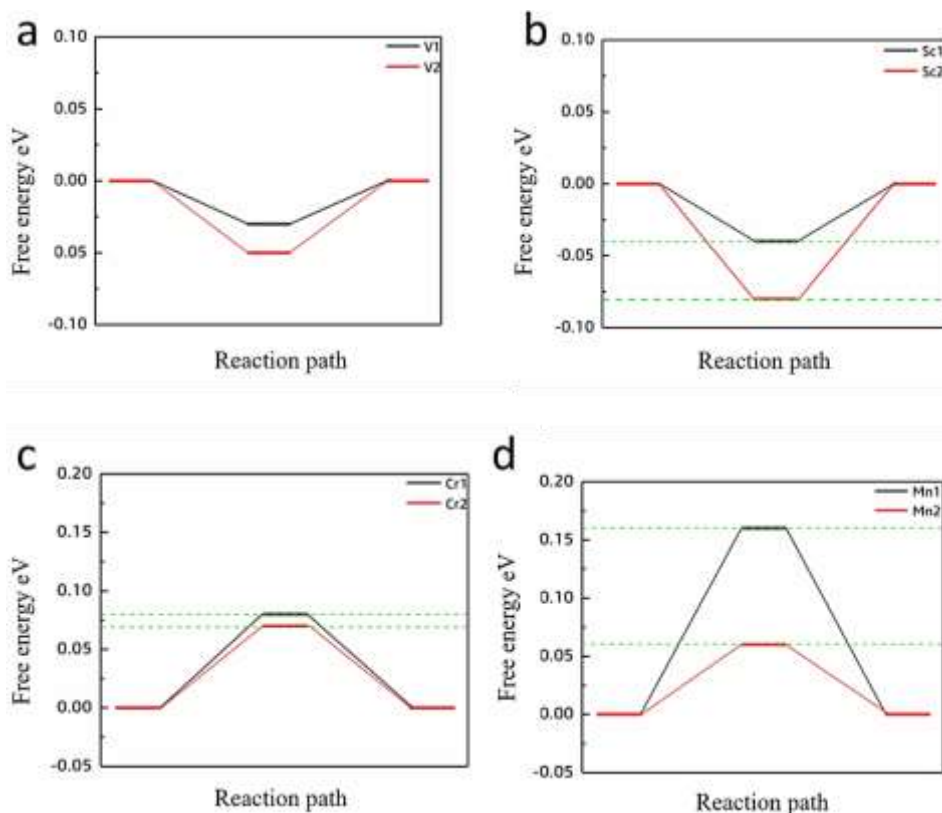 a
0.10
0.05
0.00
0.05
-0.10
Free energy eV
Reaction path
V1
V2
b
0.10
0.05
0.00
-0.05
-0.10
Free energy eV
Reaction path
Sc1
Sc2
c
0.20
0.15
0.10
0.05
0.00
-0.05
Free energy eV
Reaction path
Cr1
Cr2
d
0.20
0.15
0.10
0.05
0.00
-0.05
Free energy eV
Reaction path
Mn1
Mn2